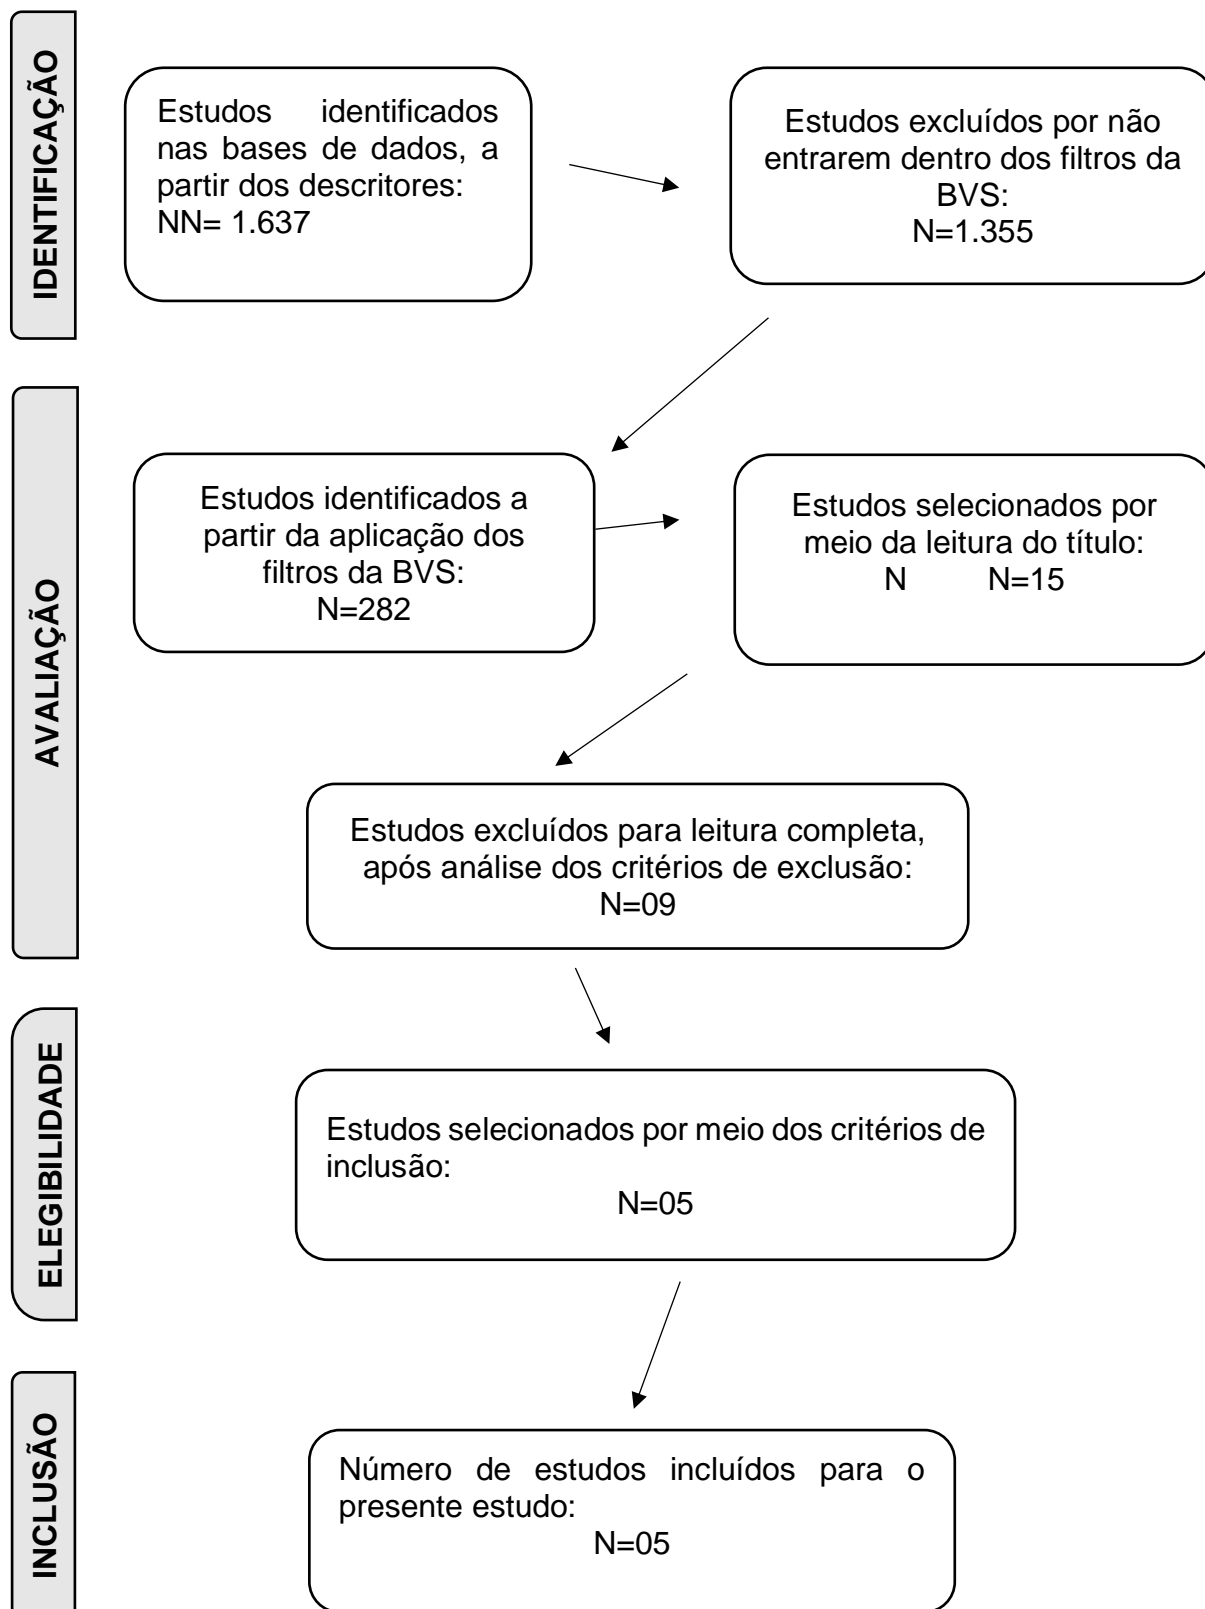 IDENTIFICAÇÃO
Estudos identificados
nas bases de dados, a
partir dos descritores:
NN= 1.637
Estudos excluídos por não
entrarem dentro dos filtros da
BVS:
N=1.355
AVALIAÇÃO
Estudos identificados a
partir da aplicação dos
filtros da BVS:
N=282
Estudos selecionados por
meio da leitura do título:
N N=15
Estudos excluídos para leitura completa,
após análise dos critérios de exclusão:
N=09
ELEGIBILIDADE
Estudos selecionados por meio dos critérios de
inclusão:
N=05
INCLUSÃO
Número de estudos incluídos para o
presente estudo:
N=05